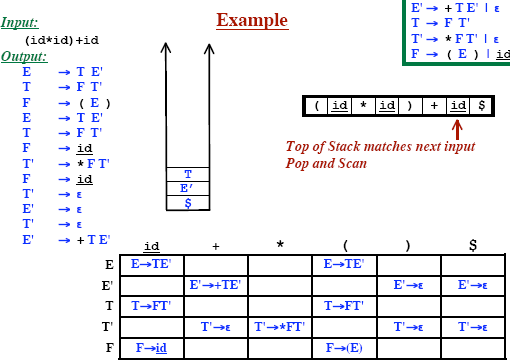 Example
Input:
(id*id)+id
Output:
E → T E'
T → F T'
F → ( E )
E → T E'
T → F T'
F → id
T' → * F T'
F → id
T' → ε
E' → ε
T' → ε
E' → + T E'
E' → + T E' | ε
T → F T'
T' → * F T' | ε
F → ( E ) | id
( id * id ) + id $
Top of Stack matches next input
Pop and Scan
T
E'
$
id + * ( ) $
E E→TE' E→TE'
E' E'→+TE' E'→ε E'→ε
T T→FT' T→FT'
T' T'→ε T'→*FT' T'→ε T'→ε
F F→id F→(E)